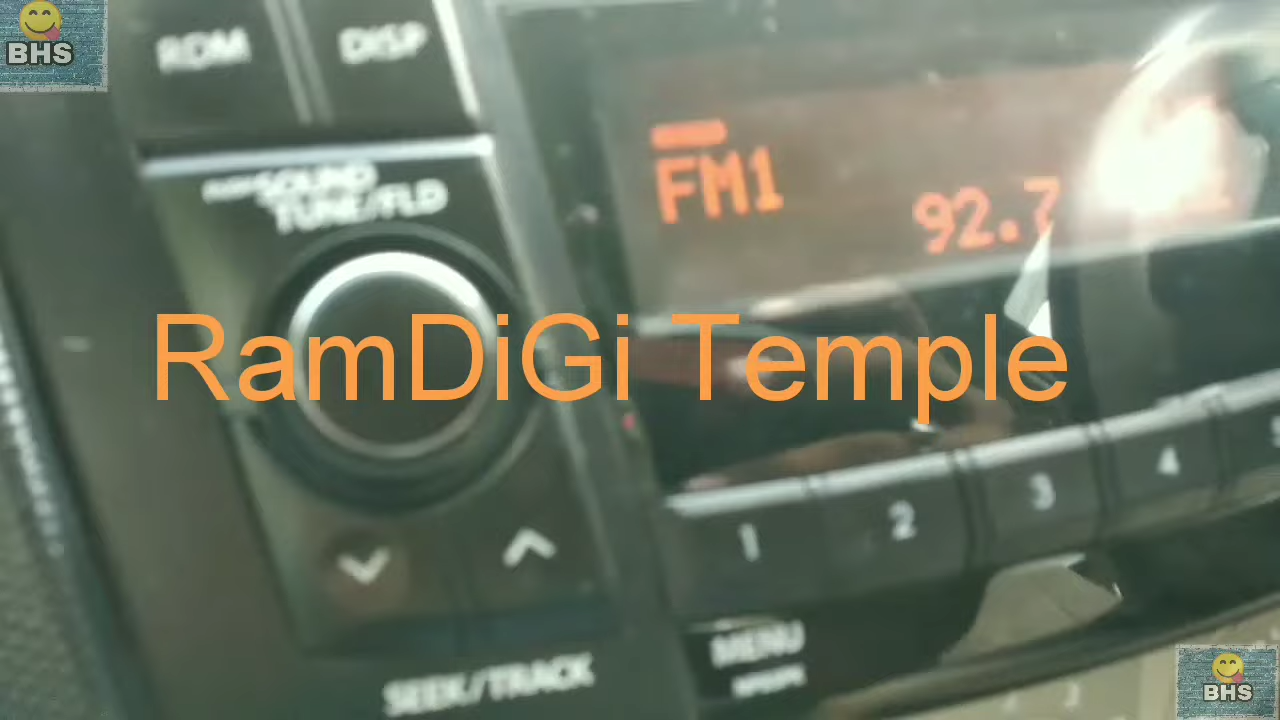 BHS
RDM
DISP
SOUND
TUNE/FLD
FM1
92.7
RamDiGi Temple
1
2
3
4
MENU
SEEK/TRACK
BHS